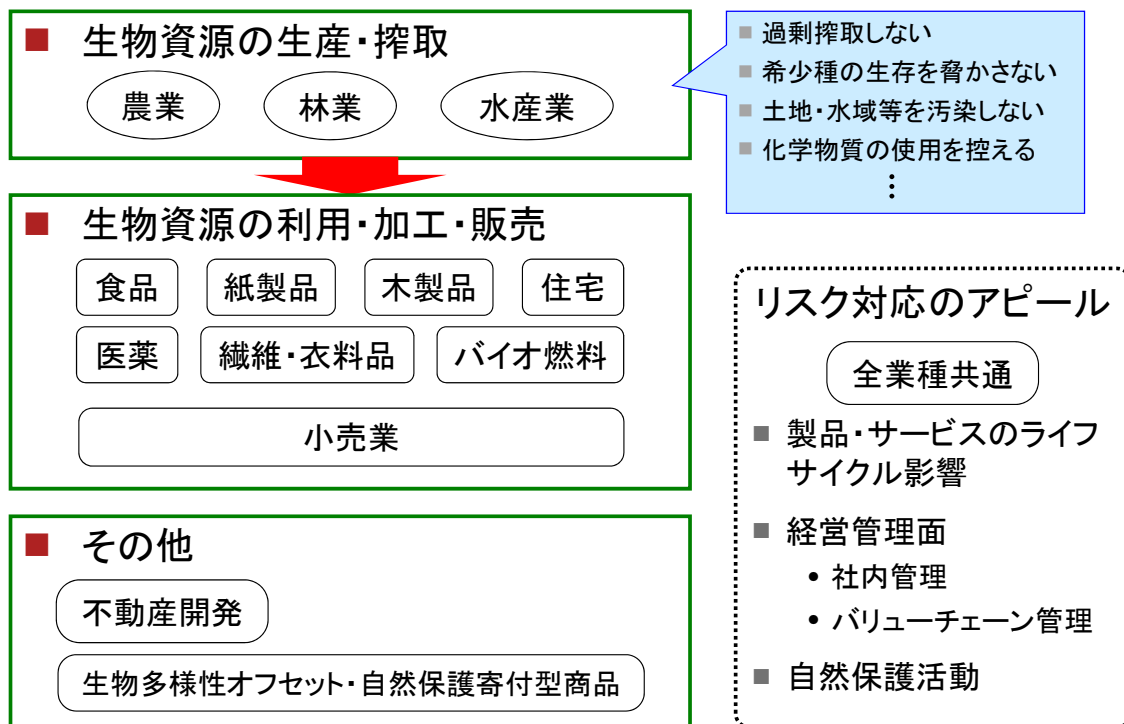 ■ 生物資源の生産・搾取
農業 林業 水産業
■ 過剰搾取しない
■ 希少種の生存を脅かさない
■ 土地・水域等を汚染しない
■ 化学物質の使用を控える
⋮
■ 生物資源の利用・加工・販売
食品 紙製品 木製品 住宅
医薬 繊維・衣料品 バイオ燃料
小売業
■ その他
不動産開発
生物多様性オフセット・自然保護寄付型商品
リスク対応のアピール
全業種共通
■ 製品・サービスのライフ
サイクル影響
■ 経営管理面
• 社内管理
• バリューチェーン管理
■ 自然保護活動